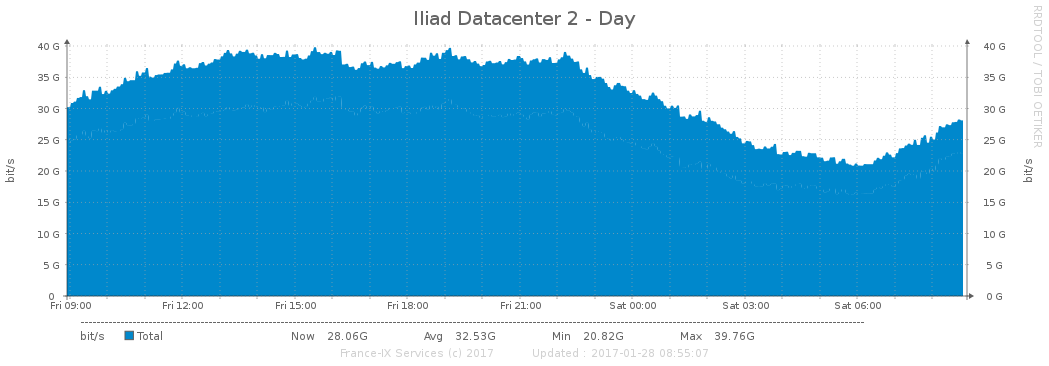 Iliad Datacenter 2 - Day
RRDTOOL / TOBI OETIKER
40 G 40 G
35 G 35 G
30 G 30 G
25 G 25 G
20 G 20 G
15 G 15 G
10 G 10 G
5 G 5 G
0 0 G
bit/s bit/s
Fri 09:00 Fri 12:00 Fri 15:00 Fri 18:00 Fri 21:00 Sat 00:00 Sat 03:00 Sat 06:00
bit/s Total Now 28.06G Avg 32.53G Min 20.82G Max 39.76G
France-IX Services (c) 2017 Updated : 2017-01-28 08:55:07